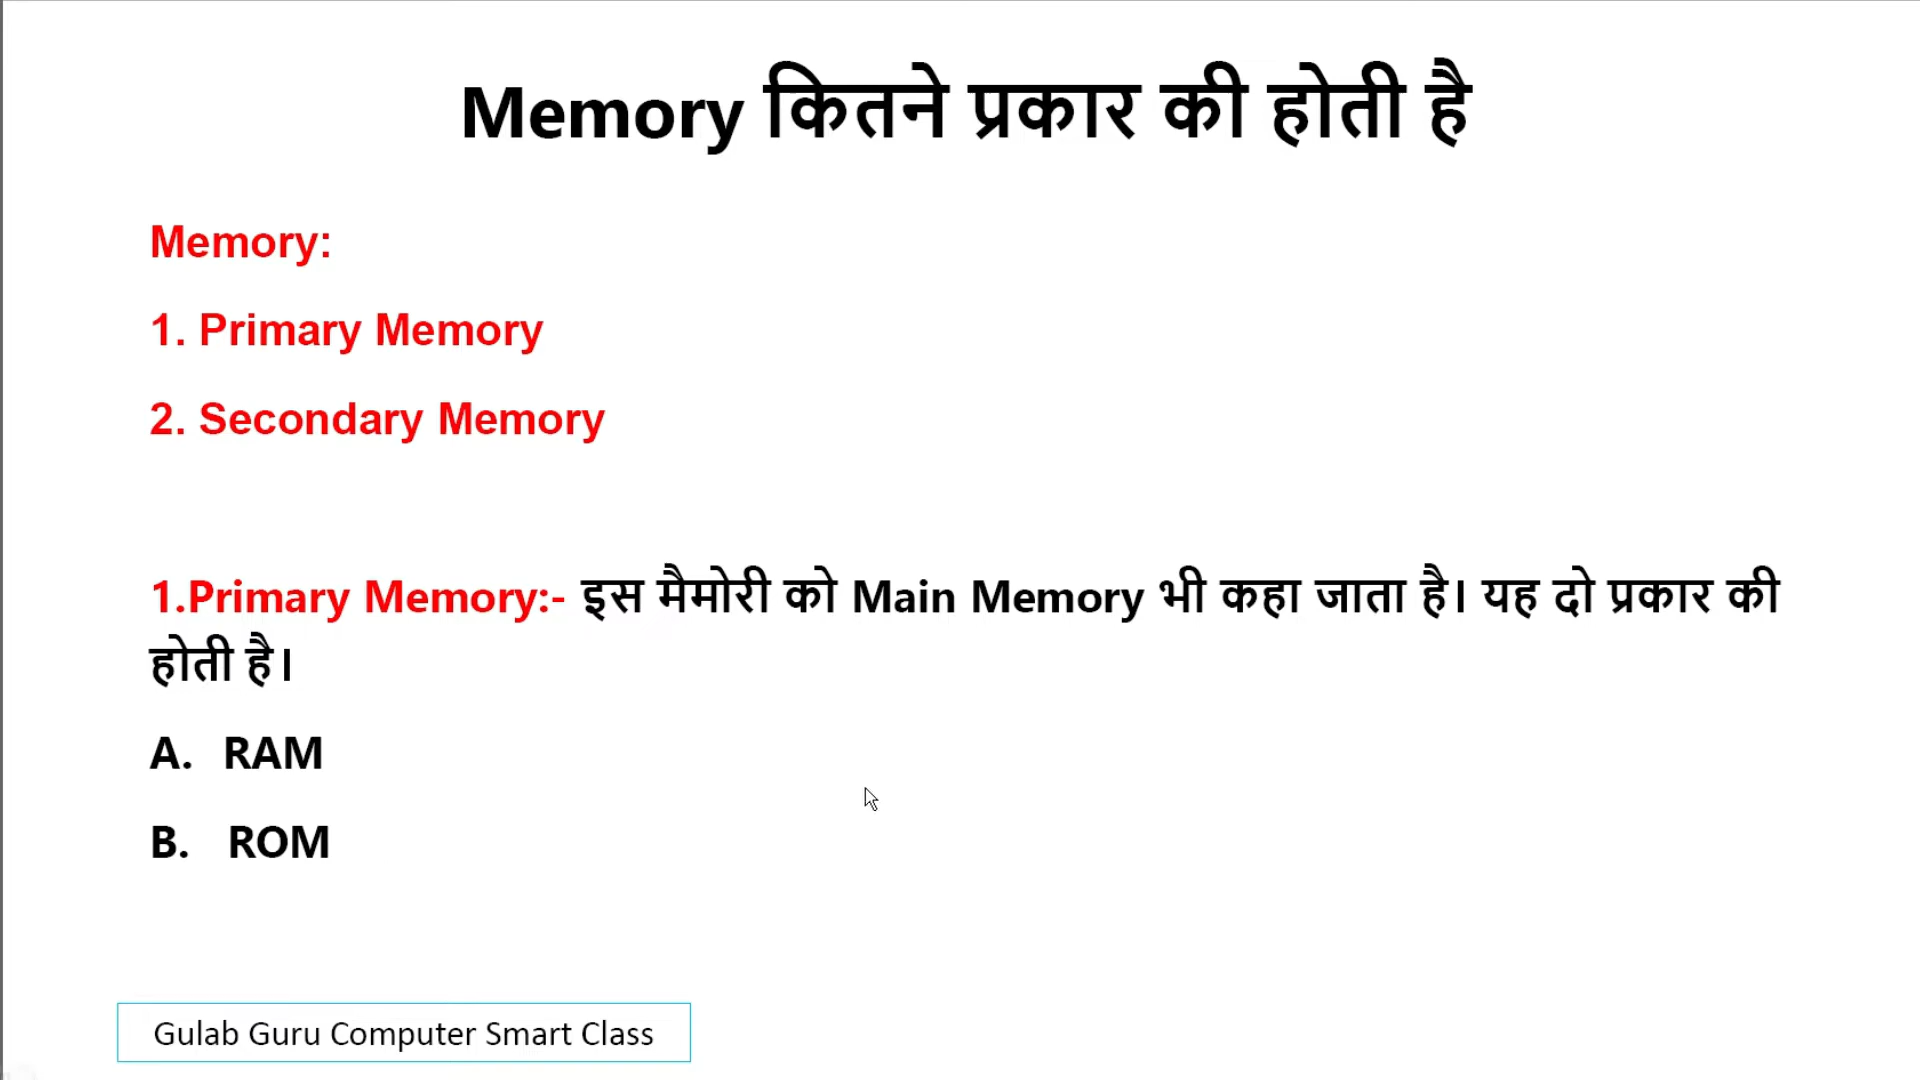 Memory कितने प्रकार की होती है
Memory:
1. Primary Memory
2. Secondary Memory
1.Primary Memory:- इस मैमोरी को Main Memory भी कहा जाता है। यह दो प्रकार की
होती है।
A. RAM
B. ROM
Gulab Guru Computer Smart Class